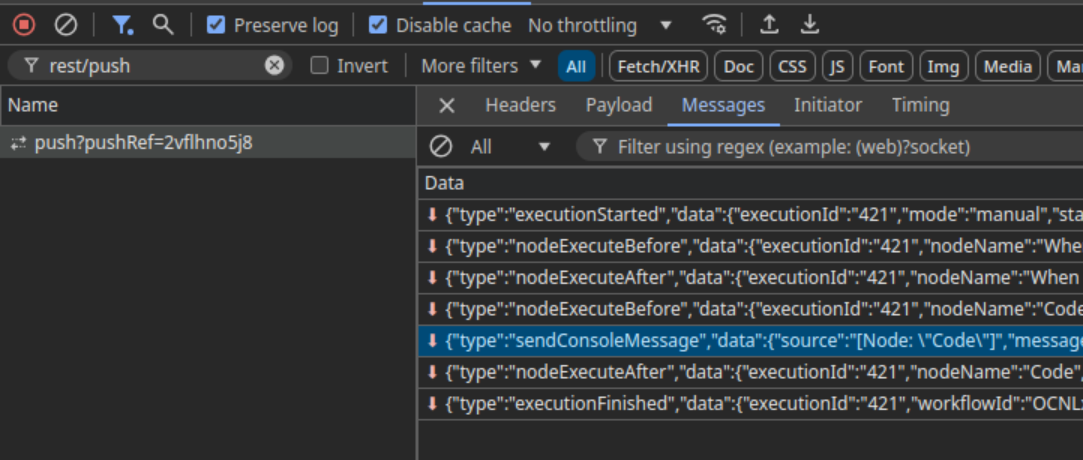 Preserve log Disable cache No throttling
rest/push Invert More filters All Fetch/XHR Doc CSS JS Font Img Media Ma
Name
push?pushRef=2vflhno5j8
Headers Payload Messages Initiator Timing
All Filter using regex (example: (web)?socket)
Data
{"type":"executionStarted","data":{"executionId":"421","mode":"manual","sta
{"type":"nodeExecuteBefore","data":{"executionId":"421","nodeName":"Whe
{"type":"nodeExecuteAfter","data":{"executionId":"421","nodeName":"When
{"type":"nodeExecuteBefore","data":{"executionId":"421","nodeName":"Code
{"type":"sendConsoleMessage","data":{"source":"[Node: \"Code\"]","message
{"type":"nodeExecuteAfter","data":{"executionId":"421","nodeName":"Code",
{"type":"executionFinished","data":{"executionId":"421","workflowId":"OCNL